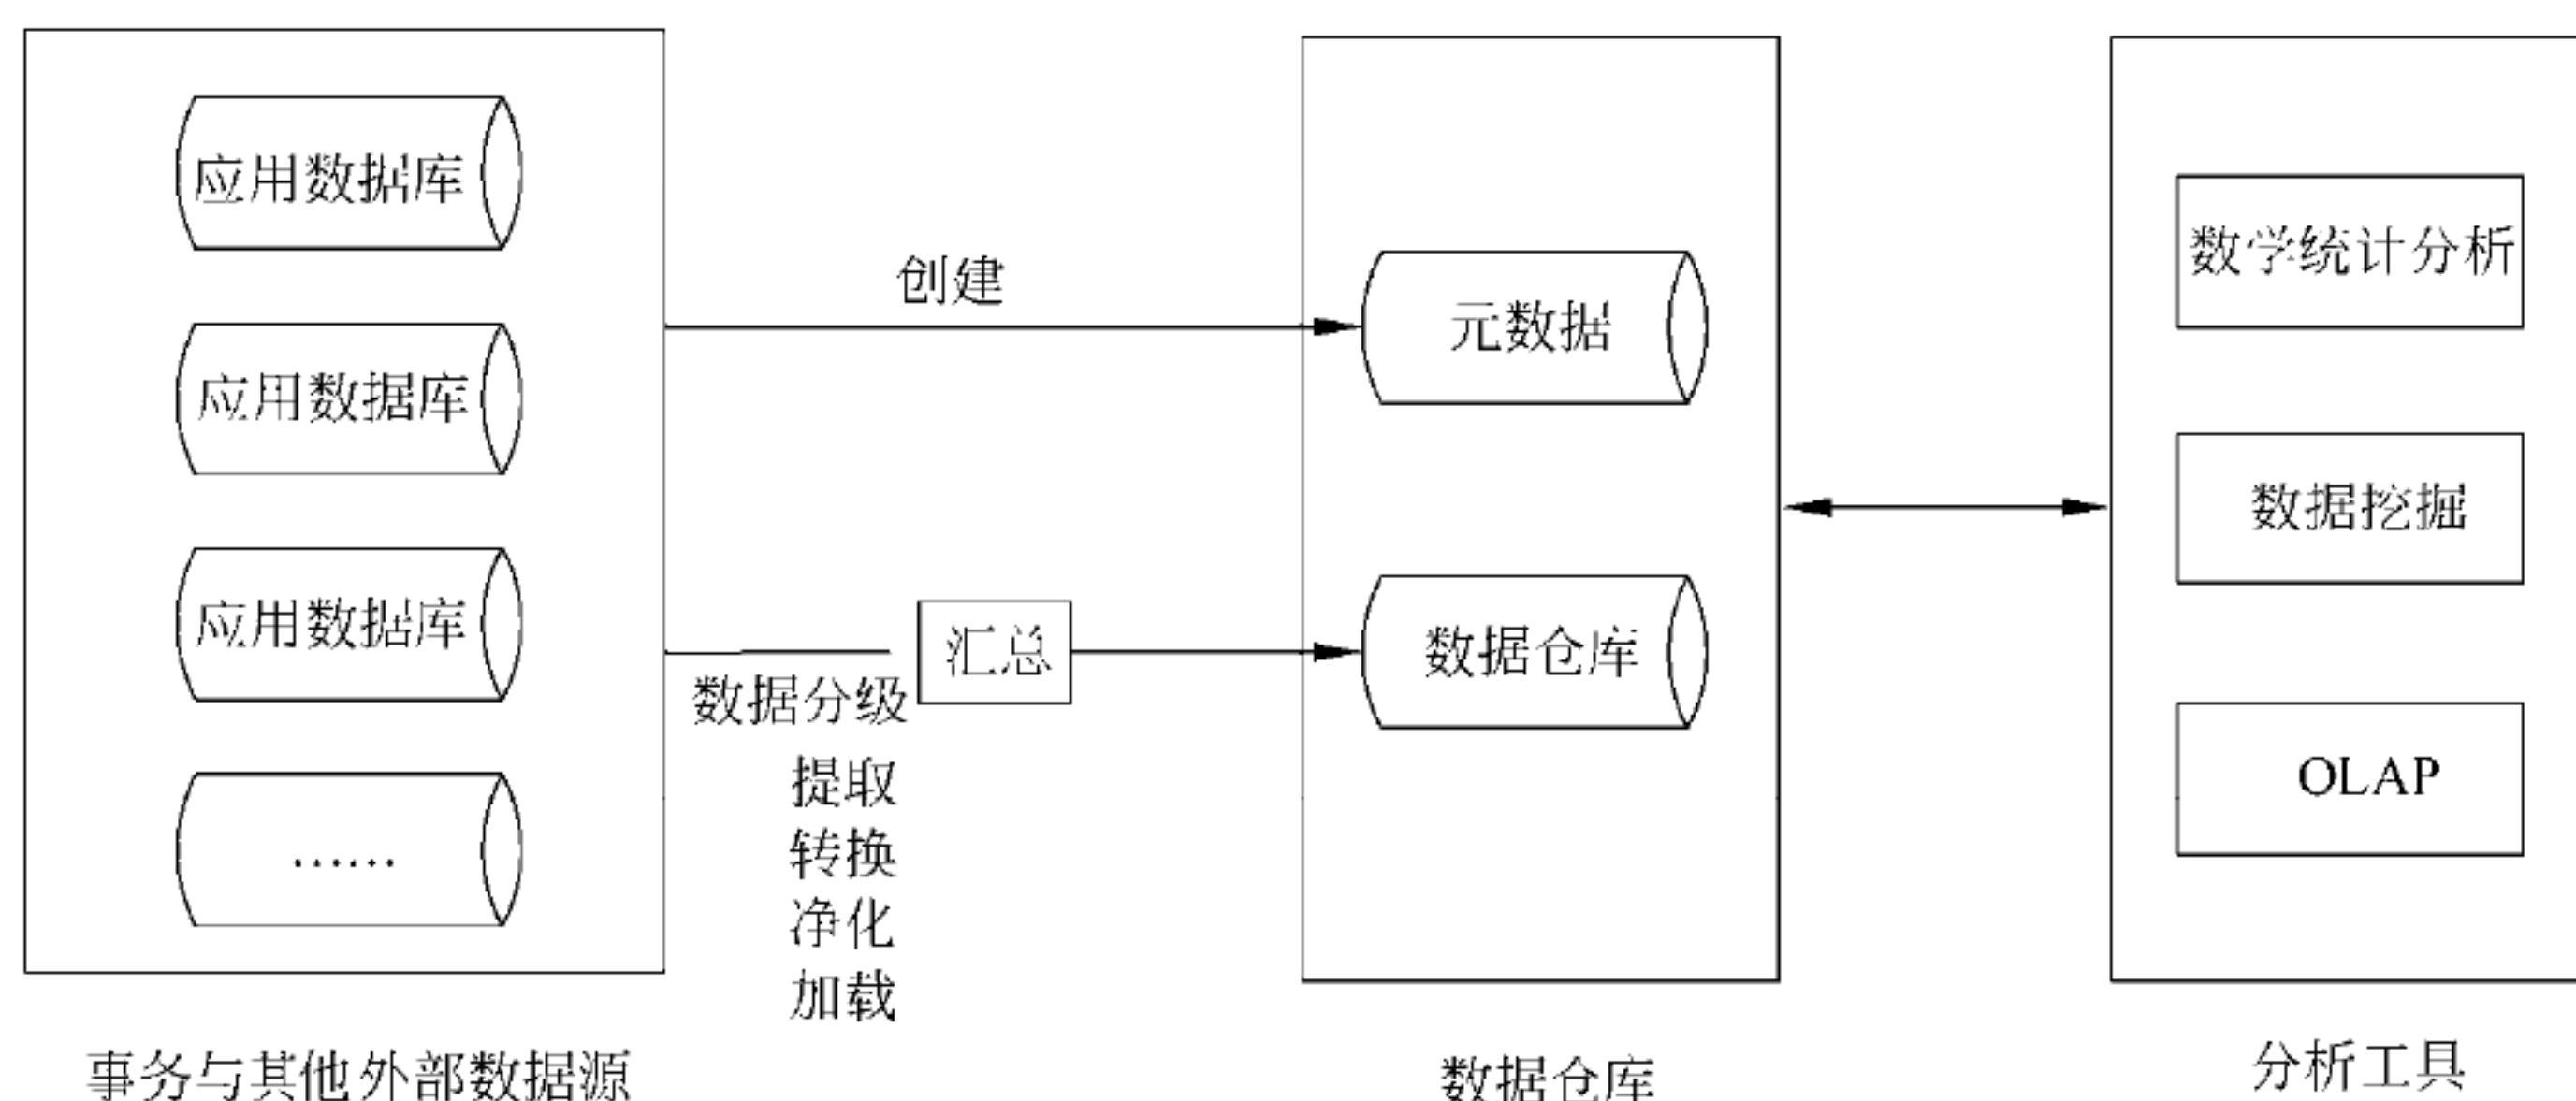 应用数据库
应用数据库
应用数据库
……
事务与其他外部数据源
创建
汇总
数据分级
提取
转换
净化
加载
元数据
数据仓库
数据仓库
数学统计分析
数据挖掘
OLAP
分析工具